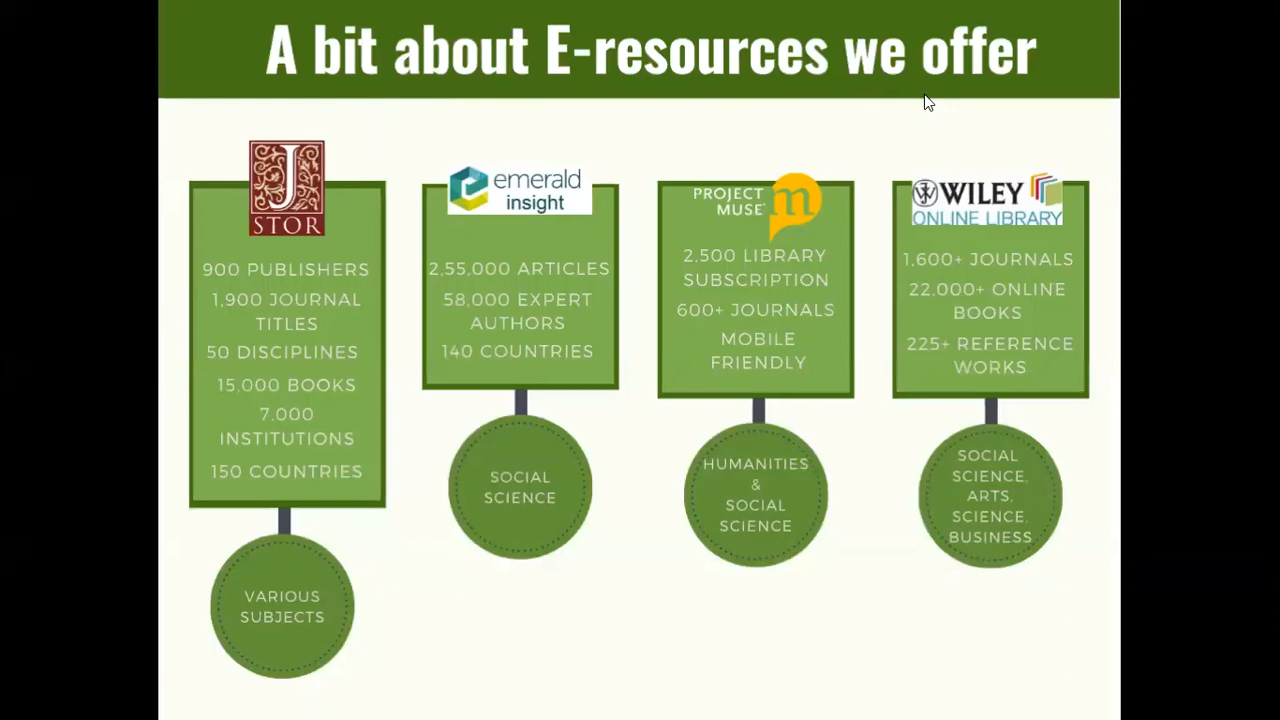 A bit about E-resources we offer
J
STOR
900 PUBLISHERS
1,900 JOURNAL
TITLES
50 DISCIPLINES
15,000 BOOKS
7,000
INSTITUTIONS
150 COUNTRIES
VARIOUS
SUBJECTS
emerald
insight
2,55,000 ARTICLES
58,000 EXPERT
AUTHORS
140 COUNTRIES
SOCIAL
SCIENCE
PROJECT
MUSE
m
2,500 LIBRARY
SUBSCRIPTION
600+ JOURNALS
MOBILE
FRIENDLY
HUMANITIES
&
SOCIAL
SCIENCE
WILEY
ONLINE LIBRARY
1,600+ JOURNALS
22.000+ ONLINE
BOOKS
225+ REFERENCE
WORKS
SOCIAL
SCIENCE,
ARTS,
SCIENCE,
BUSINESS